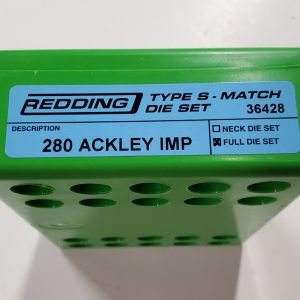 REDDING TYPE S - MATCH
DIE SET 36428
DESCRIPTION
280 ACKLEY IMP
☐ NECK DIE SET
☒ FULL DIE SET